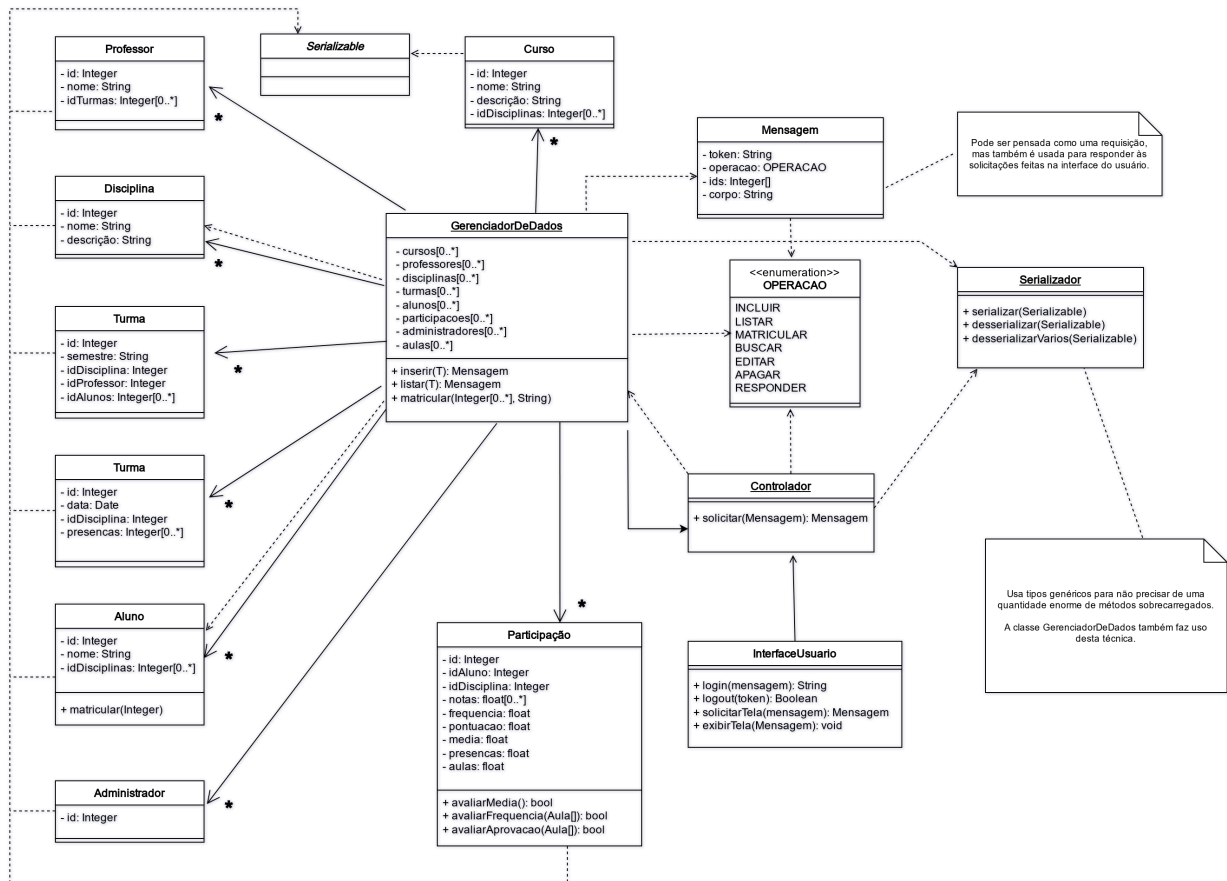 Professor
- id: Integer
- nome: String
- idTurmas: Integer[0..*]
*
Serializable
Curso
- id: Integer
- nome: String
- descrição: String
- idDisciplinas: Integer[0..*]
*
Mensagem
- token: String
- operacao: OPERACAO
- ids: Integer[]
- corpo: String
Pode ser pensada como uma requisição,
mas também é usada para responder às
solicitações feitas na interface do usuário.
Disciplina
- id: Integer
- nome: String
- descrição: String
*
GerenciadorDeDados
- cursos[0..*]
- professores[0..*]
- disciplinas[0..*]
- turmas[0..*]
- alunos[0..*]
- participacoes[0..*]
- administradores[0..*]
- aulas[0..*]
+ inserir(T): Mensagem
+ listar(T): Mensagem
+ matricular(Integer[0..*], String)
<<enumeration>>
OPERACAO
INCLUIR
LISTAR
MATRICULAR
BUSCAR
EDITAR
APAGAR
RESPONDER
Serializador
+ serializar(Serializable)
+ desserializar(Serializable)
+ desserializarVarios(Serializable)
Turma
- id: Integer
- semestre: String
- idDisciplina: Integer
- idProfessor: Integer
- idAlunos: Integer[0..*]
*
Turma
- id: Integer
- data: Date
- idDisciplina: Integer
- presencas: Integer[0..*]
*
Controlador
+ solicitar(Mensagem): Mensagem
Usa tipos genéricos para não precisar de uma
quantidade enorme de métodos sobrecarregados.
A classe GerenciadorDeDados também faz uso
desta técnica.
Aluno
- id: Integer
- nome: String
- idDisciplinas: Integer[0..*]
+ matricular(Integer)
*
*
Participação
- id: Integer
- idAluno: Integer
- idDisciplina: Integer
- notas: float[0..*]
- frequencia: float
- pontuacao: float
- media: float
- presencas: float
- aulas: float
+ avaliarMedia(): bool
+ avaliarFrequencia(Aula[]): bool
+ avaliarAprovacao(Aula[]): bool
InterfaceUsuario
+ login(mensagem): String
+ logout(token): Boolean
+ solicitarTela(mensagem): Mensagem
+ exibirTela(Mensagem): void
Administrador
- id: Integer
*